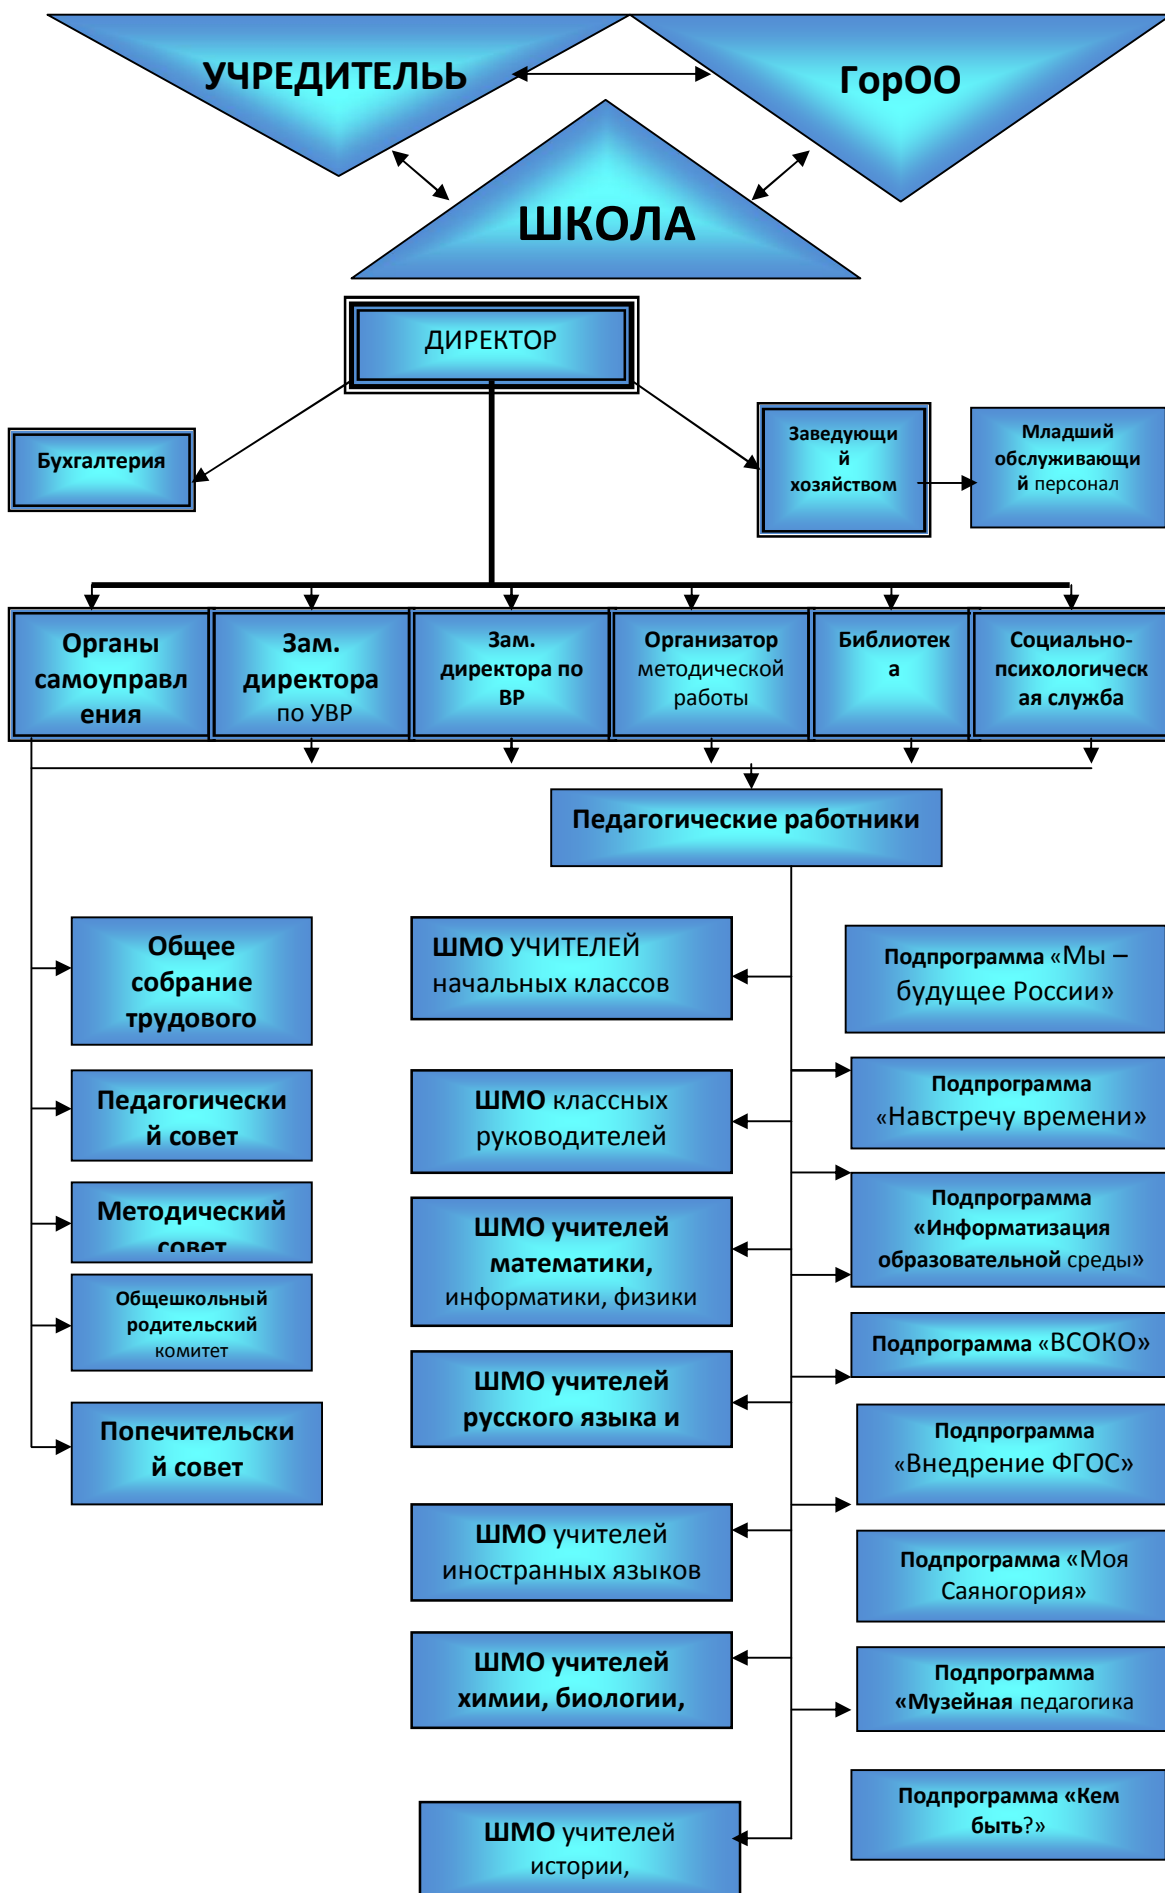 УЧРЕДИТЕЛЬЬ
ГорОО
ШКОЛА
ДИРЕКТОР
Бухгалтерия
Заведующи
й
хозяйством
Младший
обслуживающи
й персонал
Органы
самоуправл
ения
Зам.
директора
по УВР
Зам.
директора по
ВР
Организатор
методической
работы
Библиотек
а
Социально-
психологическ
ая служба
Педагогические работники
Общее
собрание
трудового
Педагогически
й совет
Методический
совет
Общешкольный
родительский
комитет
Попечительски
й совет
ШМО УЧИТЕЛЕЙ
начальных классов
ШМО классных
руководителей
ШМО учителей
математики,
информатики, физики
ШМО учителей
русского языка и
ШМО учителей
иностранных языков
ШМО учителей
химии, биологии,
ШМО учителей
истории,
Подпрограмма «Мы –
будущее России»
Подпрограмма
«Навстречу времени»
Подпрограмма
«Информатизация
образовательной среды»
Подпрограмма «ВСОКО»
Подпрограмма
«Внедрение ФГОС»
Подпрограмма «Моя
Саяногория»
Подпрограмма
«Музейная педагогика
Подпрограмма «Кем
быть?»